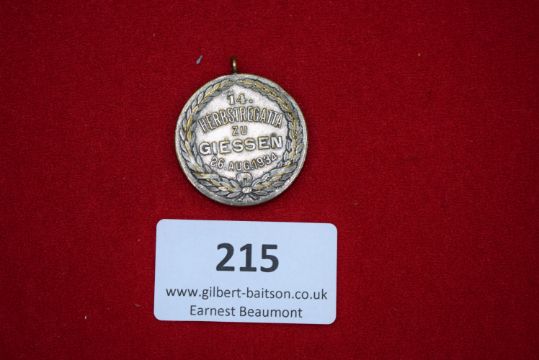 14.
HERBSTREGATTA
ZU
GIESSEN
26.AUG.1934
215
www.gilbert-baitson.co.uk
Earnest Beaumont